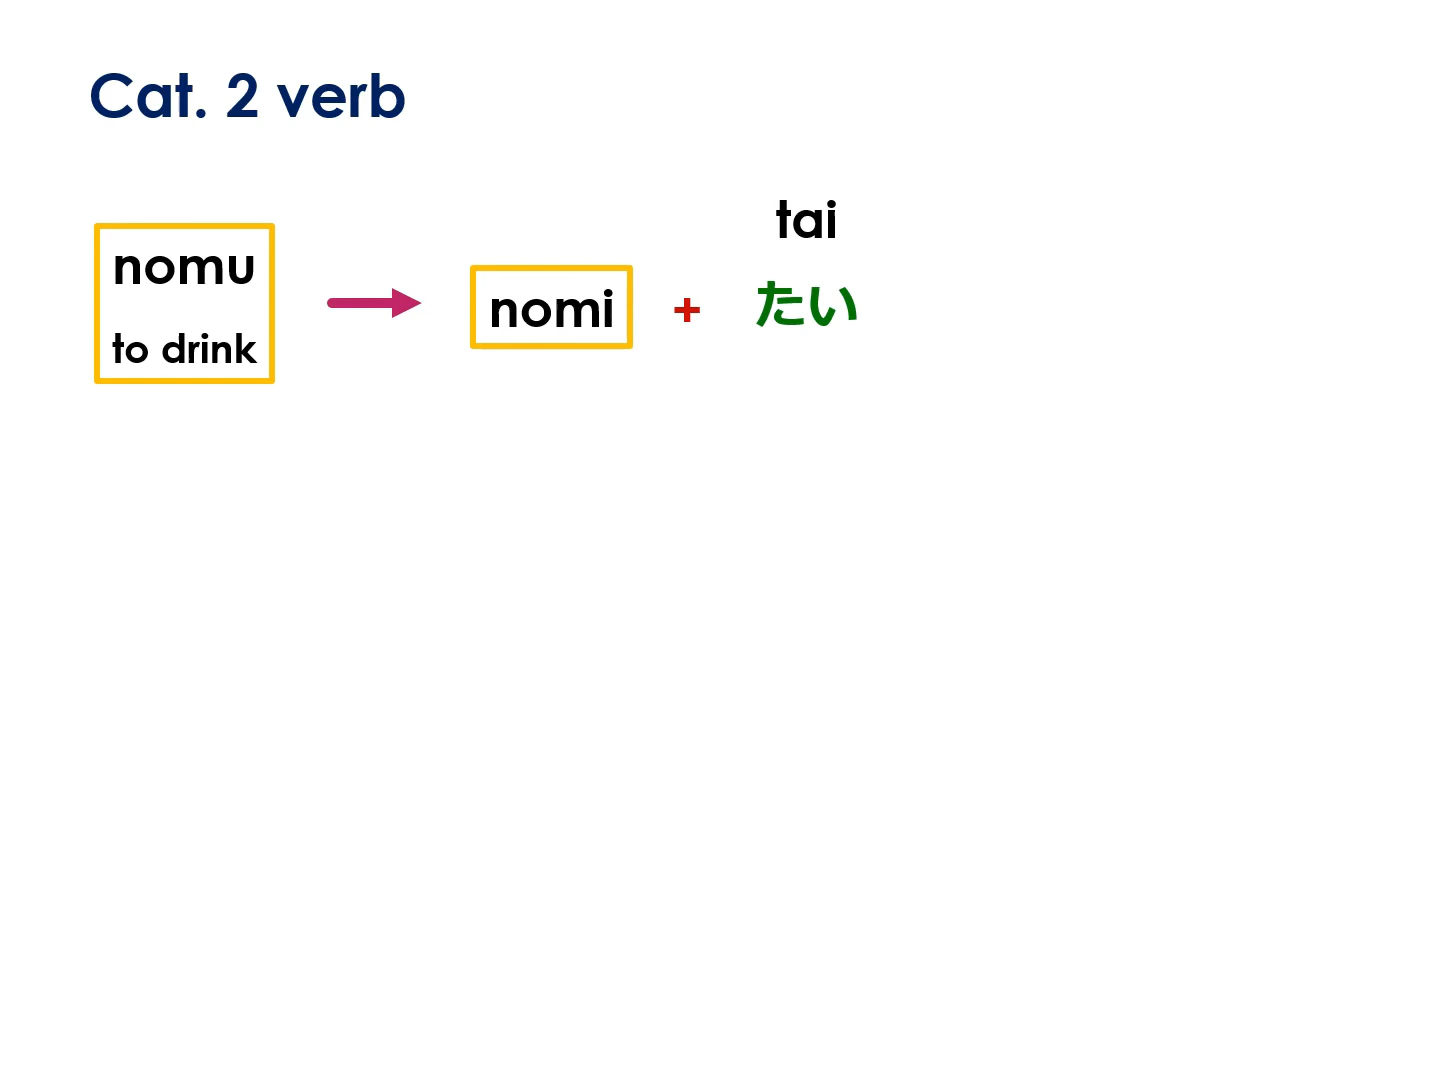 Cat. 2 verb
nomu
to drink
nomi + たい
tai